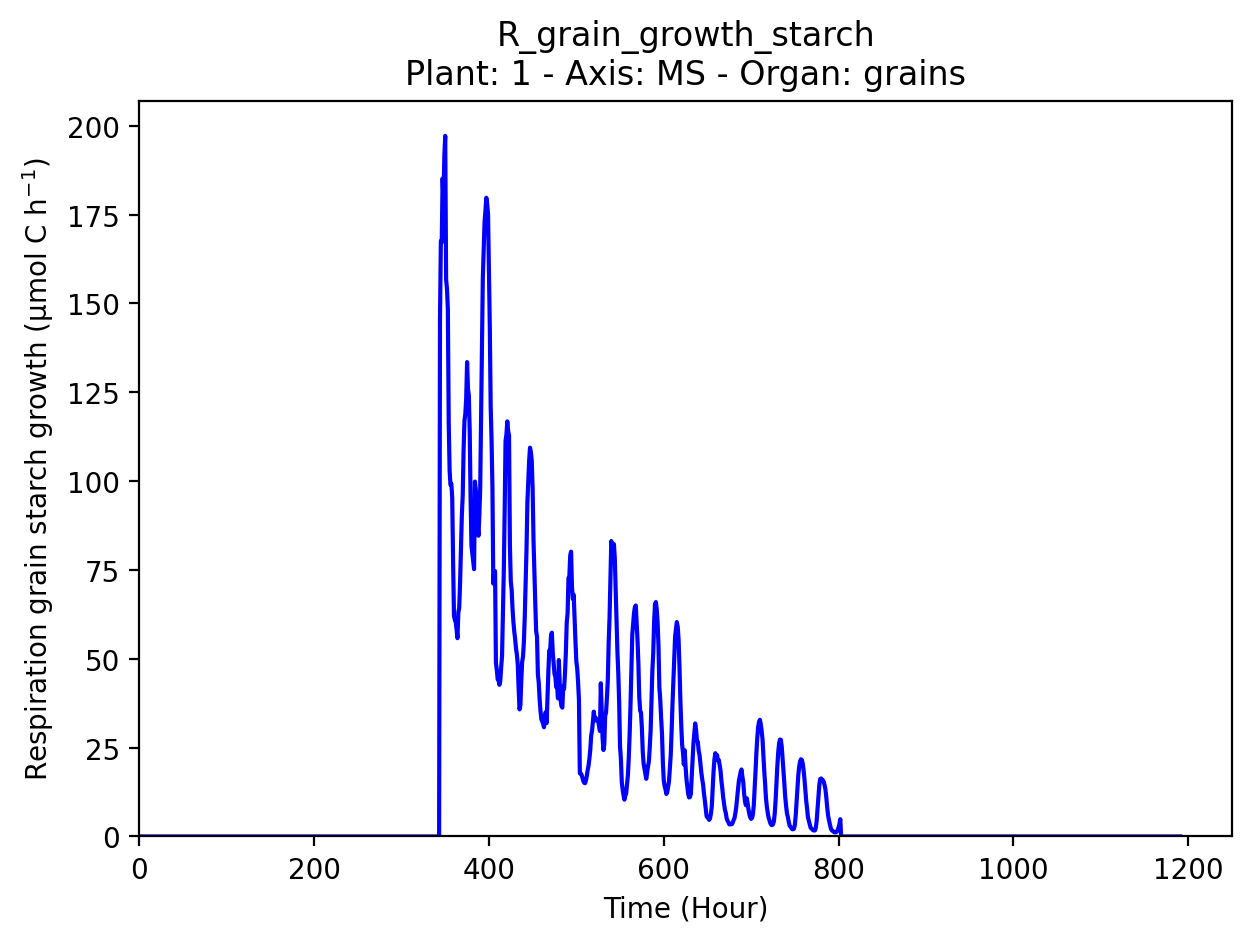 R_grain_growth_starch
Plant: 1 - Axis: MS - Organ: grains
Respiration grain starch growth (µmol C h⁻¹)
200
175
150
125
100
75
50
25
0
0 200 400 600 800 1000 1200
Time (Hour)